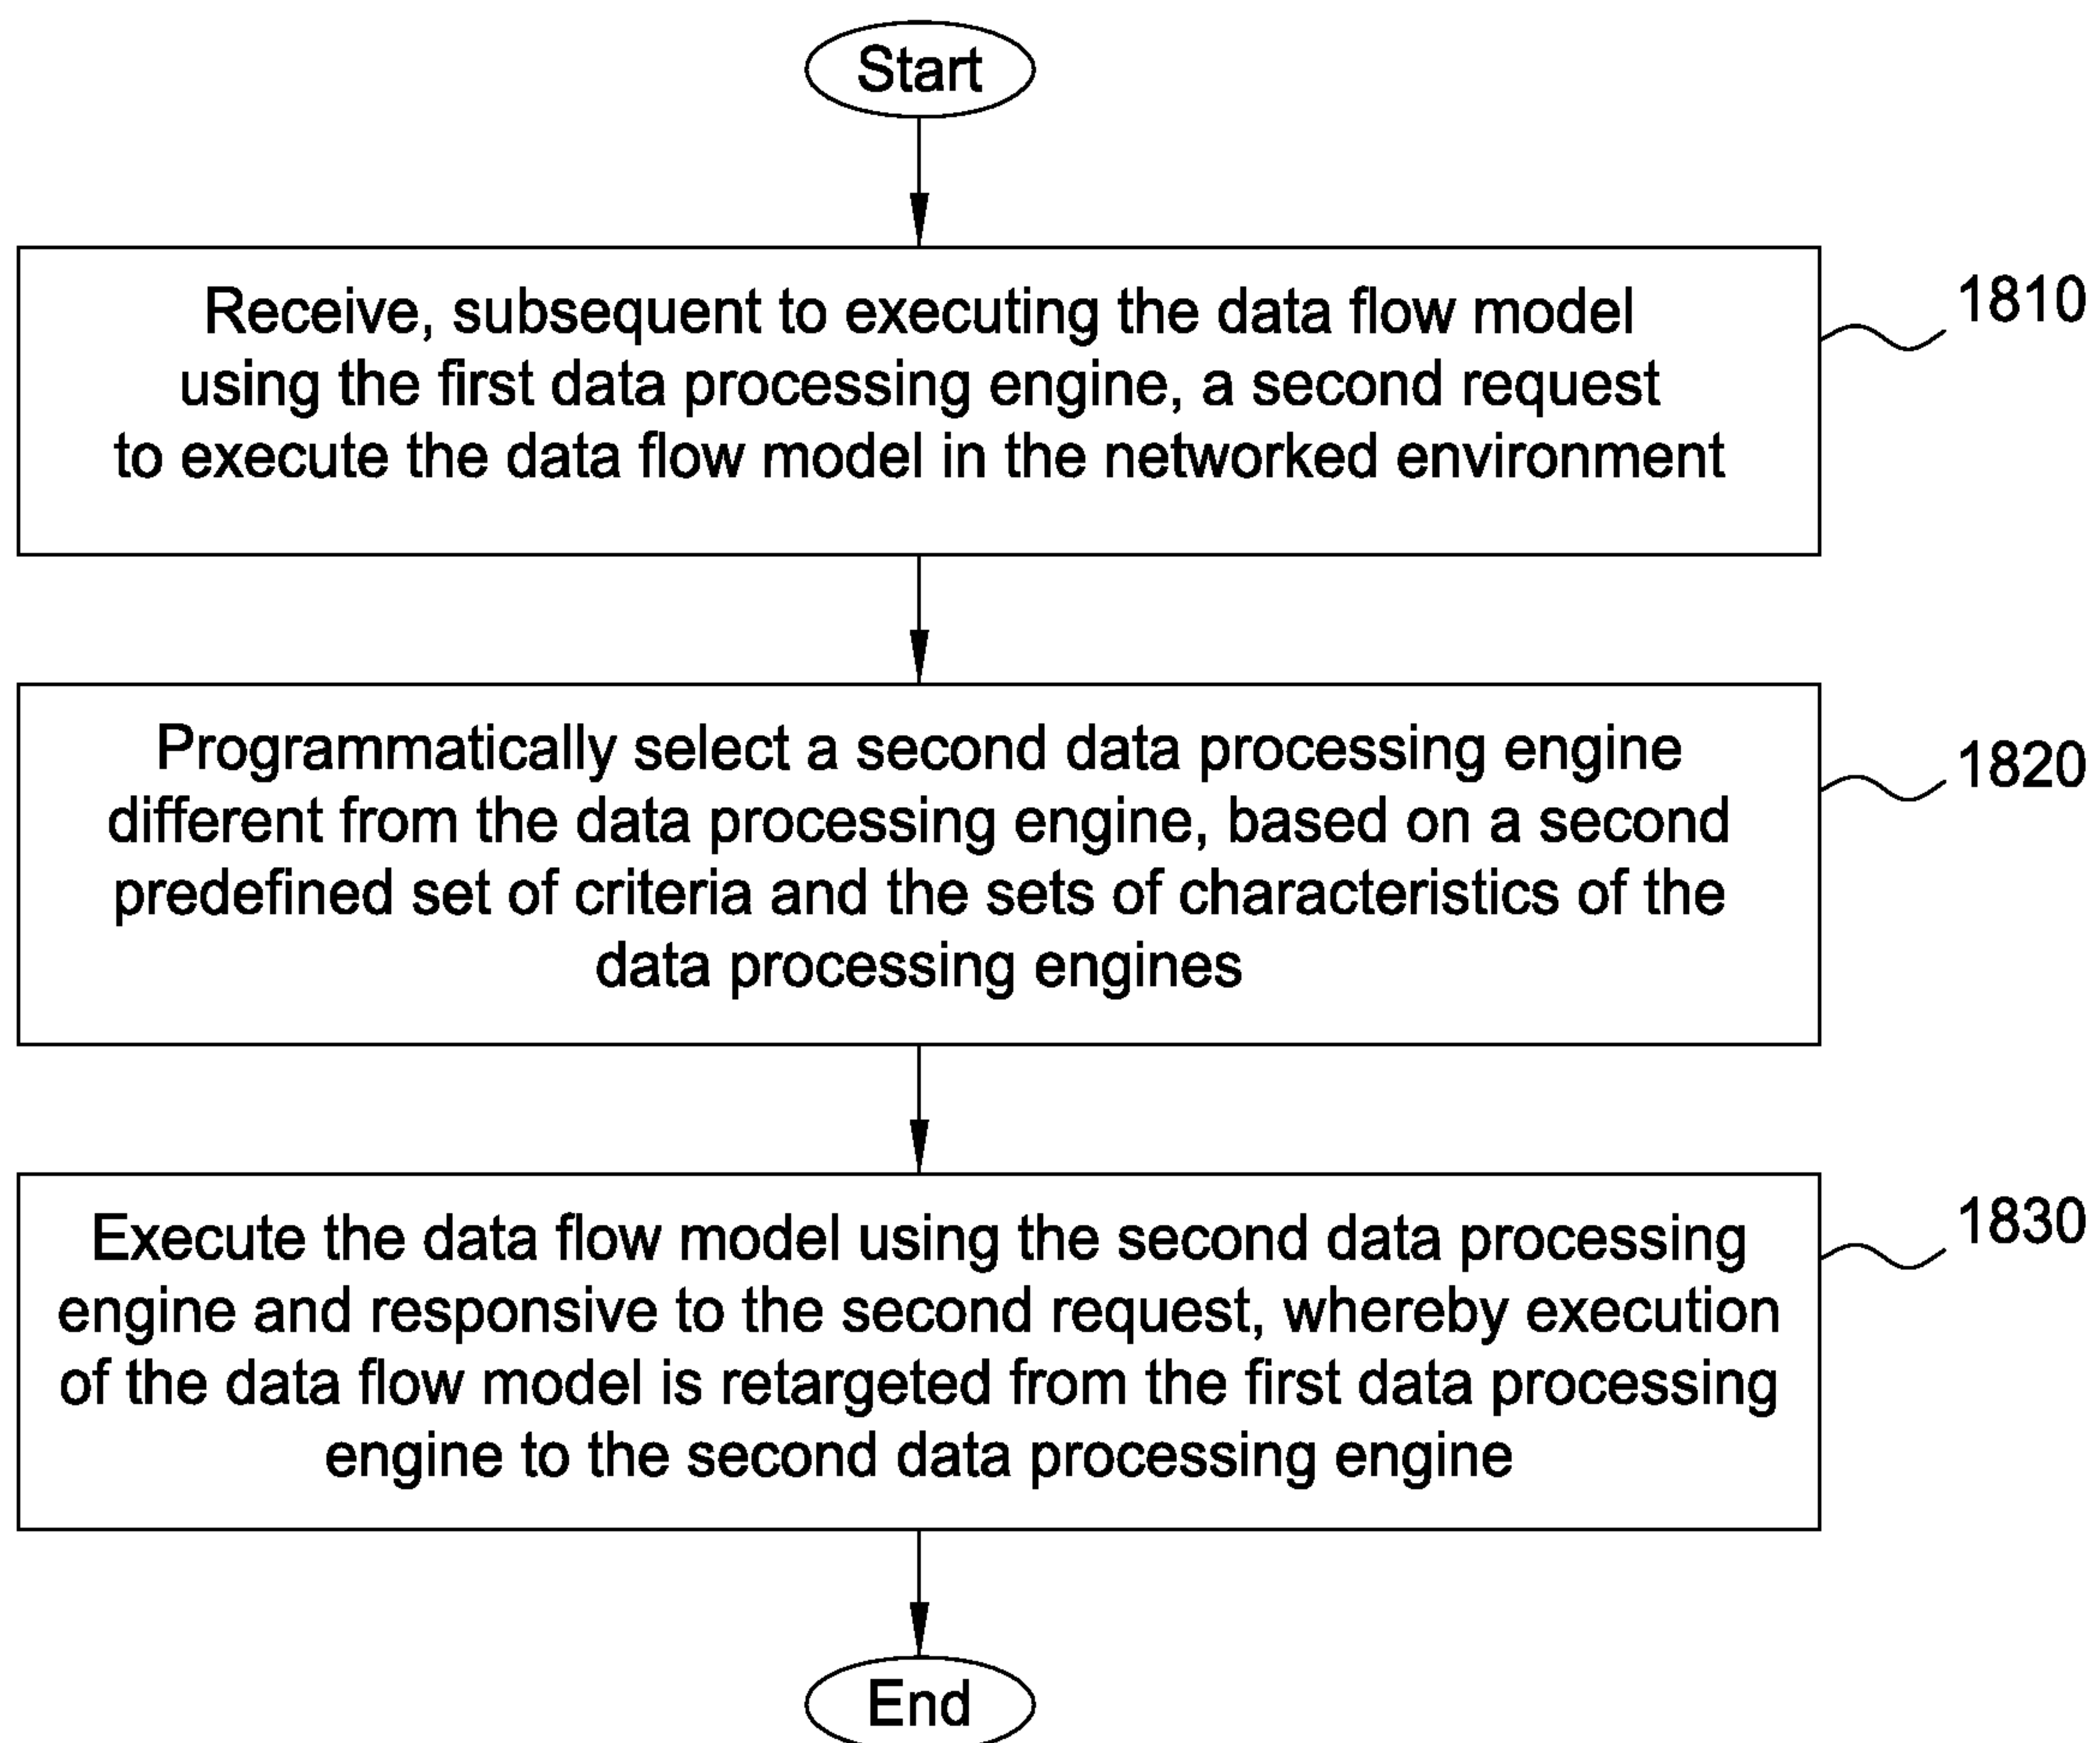 Start
Receive, subsequent to executing the data flow model
using the first data processing engine, a second request
to execute the data flow model in the networked environment
1810
Programmatically select a second data processing engine
different from the data processing engine, based on a second
predefined set of criteria and the sets of characteristics of the
data processing engines
1820
Execute the data flow model using the second data processing
engine and responsive to the second request, whereby execution
of the data flow model is retargeted from the first data processing
engine to the second data processing engine
1830
End